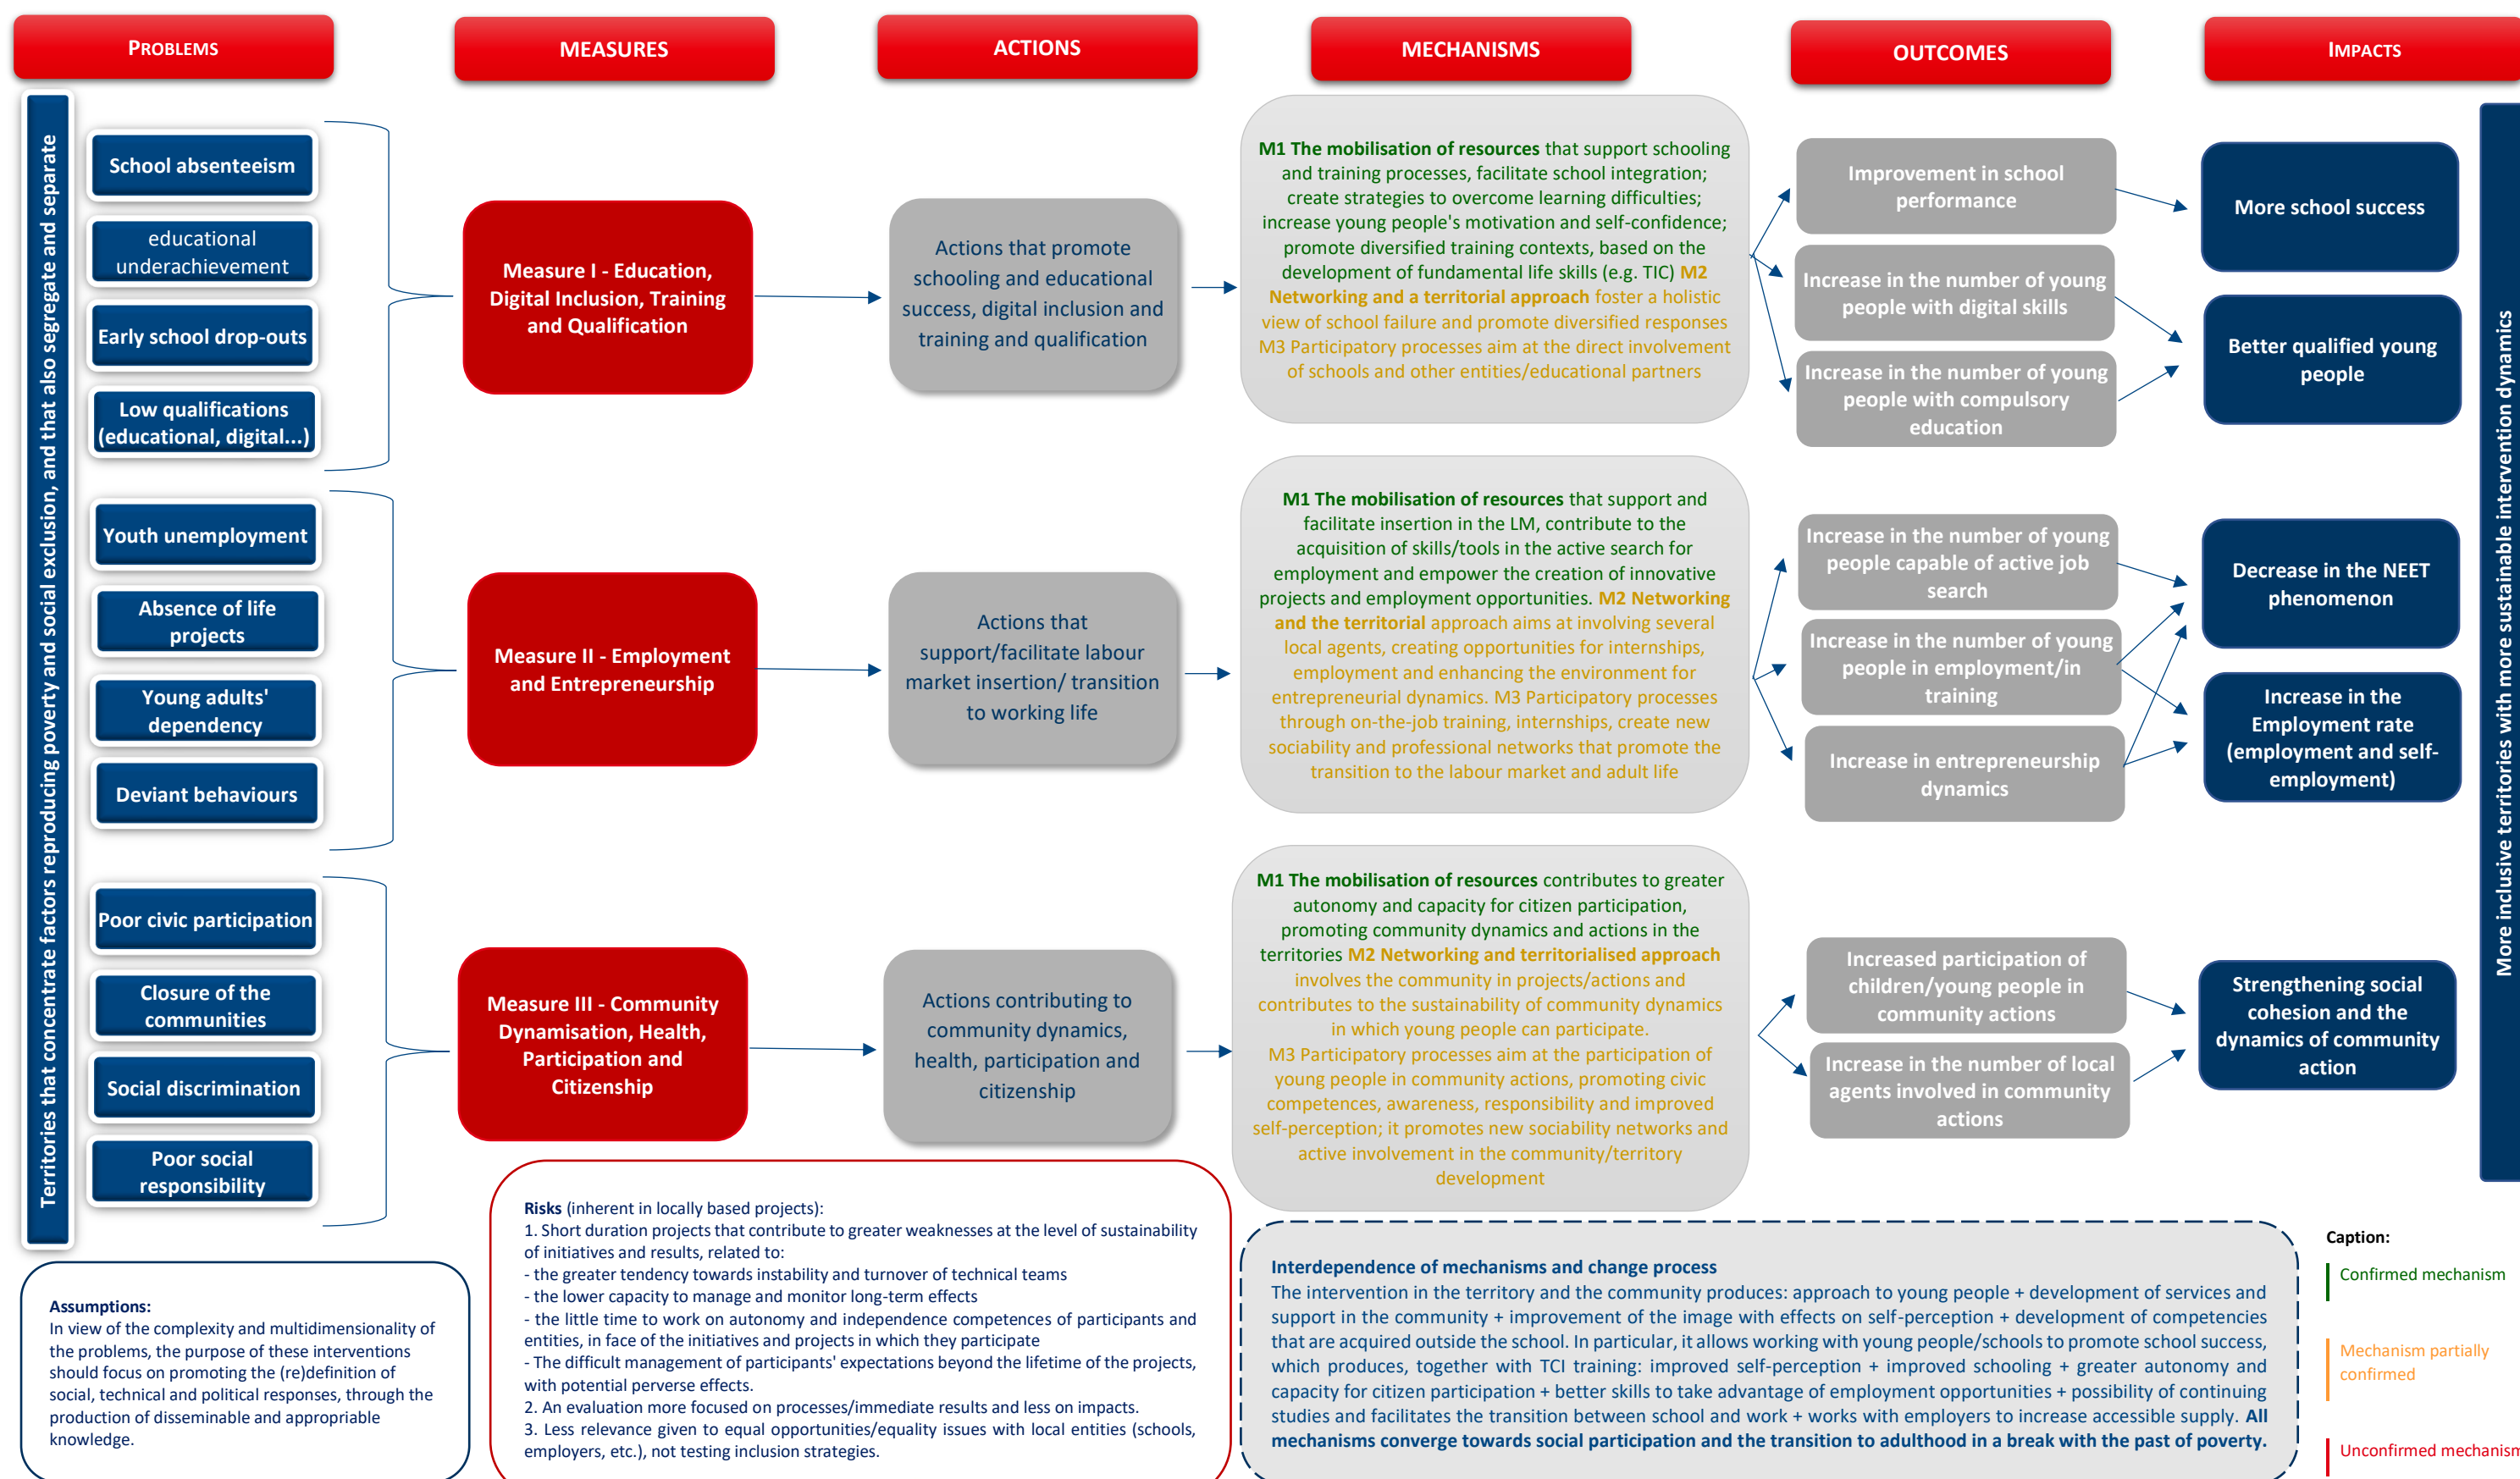 PROBLEMS
MEASURES
ACTIONS
MECHANISMS
OUTCOMES
IMPACTS
Territories that concentrate factors reproducing poverty and social exclusion, and that also segregate and separate
School absenteeism
educational
underachievement
Early school drop-outs
Low qualifications
(educational, digital...)
Measure I - Education,
Digital Inclusion, Training
and Qualification
Actions that promote
schooling and educational
success, digital inclusion and
training and qualification
M1 The mobilisation of resources that support schooling
and training processes, facilitate school integration;
create strategies to overcome learning difficulties;
increase young people's motivation and self-confidence;
promote diversified training contexts, based on the
development of fundamental life skills (e.g. TIC) M2
Networking and a territorial approach foster a holistic
view of school failure and promote diversified responses
M3 Participatory processes aim at the direct involvement
of schools and other entities/educational partners
Improvement in school
performance
Increase in the number of young
people with digital skills
Increase in the number of young
people with compulsory
education
More school success
Better qualified young
people
Youth unemployment
Absence of life
projects
Young adults'
dependency
Deviant behaviours
Measure II - Employment
and Entrepreneurship
Actions that
support/facilitate labour
market insertion/ transition
to working life
M1 The mobilisation of resources that support and
facilitate insertion in the LM, contribute to the
acquisition of skills/tools in the active search for
employment and empower the creation of innovative
projects and employment opportunities. M2 Networking
and the territorial approach aims at involving several
local agents, creating opportunities for internships,
employment and enhancing the environment for
entrepreneurial dynamics. M3 Participatory processes
through on-the-job training, internships, create new
sociability and professional networks that promote the
transition to the labour market and adult life
Increase in the number of young
people capable of active job
search
Increase in the number of young
people in employment/in
training
Increase in entrepreneurship
dynamics
Decrease in the NEET
phenomenon
Increase in the
Employment rate
(employment and self-
employment)
Poor civic participation
Closure of the
communities
Social discrimination
Poor social
responsibility
Measure III - Community
Dynamisation, Health,
Participation and
Citizenship
Actions contributing to
community dynamics,
health, participation and
citizenship
M1 The mobilisation of resources contributes to greater
autonomy and capacity for citizen participation,
promoting community dynamics and actions in the
territories M2 Networking and territorialised approach
involves the community in projects/actions and
contributes to the sustainability of community dynamics
in which young people can participate.
M3 Participatory processes aim at the participation of
young people in community actions, promoting civic
competences, awareness, responsibility and improved
self-perception; it promotes new sociability networks and
active involvement in the community/territory
development
Increased participation of
children/young people in
community actions
Increase in the number of local
agents involved in community
actions
Strengthening social
cohesion and the
dynamics of community
action
More inclusive territories with more sustainable intervention dynamics
Assumptions:
In view of the complexity and multidimensionality of
the problems, the purpose of these interventions
should focus on promoting the (re)definition of
social, technical and political responses, through the
production of disseminable and appropriable
knowledge.
Risks (inherent in locally based projects):
1. Short duration projects that contribute to greater weaknesses at the level of sustainability
of initiatives and results, related to:
- the greater tendency towards instability and turnover of technical teams
- the lower capacity to manage and monitor long-term effects
- the little time to work on autonomy and independence competences of participants and
entities, in face of the initiatives and projects in which they participate
- The difficult management of participants' expectations beyond the lifetime of the projects,
with potential perverse effects.
2. An evaluation more focused on processes/immediate results and less on impacts.
3. Less relevance given to equal opportunities/equality issues with local entities (schools,
employers, etc.), not testing inclusion strategies.
Interdependence of mechanisms and change process
The intervention in the territory and the community produces: approach to young people + development of services and
support in the community + improvement of the image with effects on self-perception + development of competencies
that are acquired outside the school. In particular, it allows working with young people/schools to promote school success,
which produces, together with TCI training: improved self-perception + improved schooling + greater autonomy and
capacity for citizen participation + better skills to take advantage of employment opportunities + possibility of continuing
studies and facilitates the transition between school and work + works with employers to increase accessible supply. All
mechanisms converge towards social participation and the transition to adulthood in a break with the past of poverty.
Caption:
Confirmed mechanism
Mechanism partially
confirmed
Unconfirmed mechanism